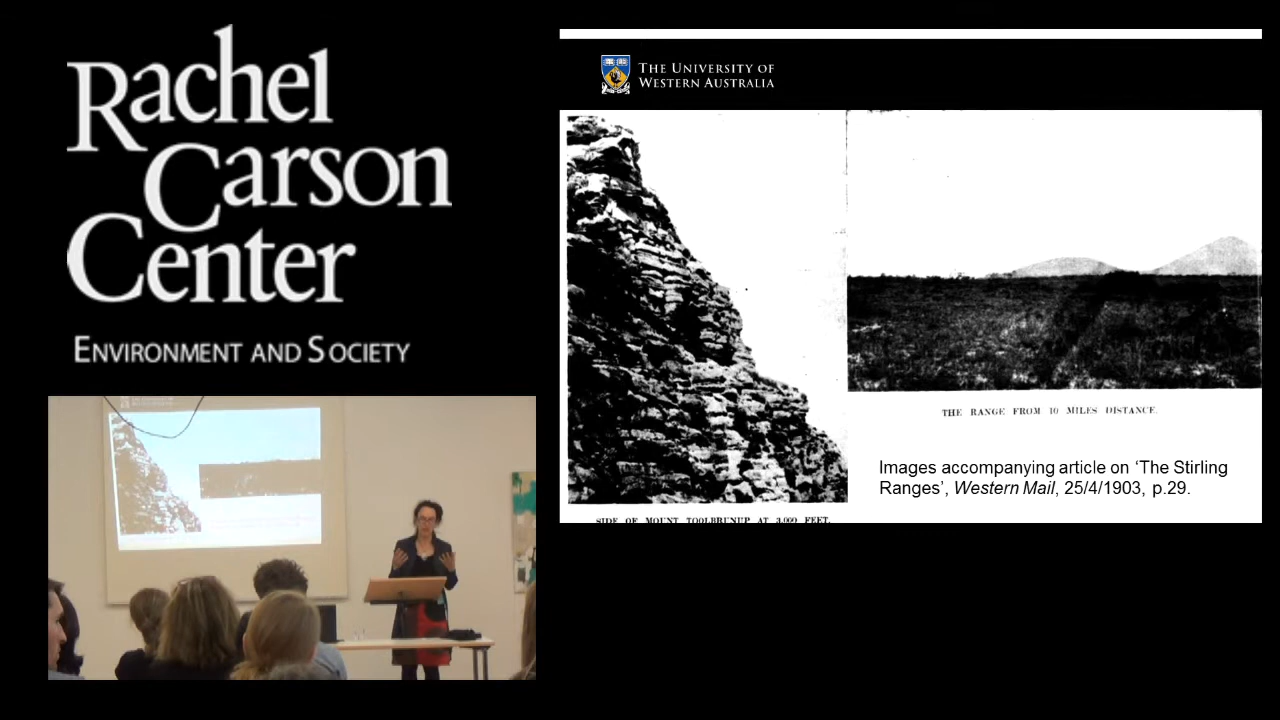 Rachel
Carson
Center
ENVIRONMENT AND SOCIETY
THE UNIVERSITY OF
WESTERN AUSTRALIA
THE RANGE FROM 10 MILES DISTANCE.
Images accompanying article on ‘The Stirling
Ranges’, Western Mail, 25/4/1903, p.29.
SIDE OF MOUNT TOOLBRUNUP AT 3,000 FEET.